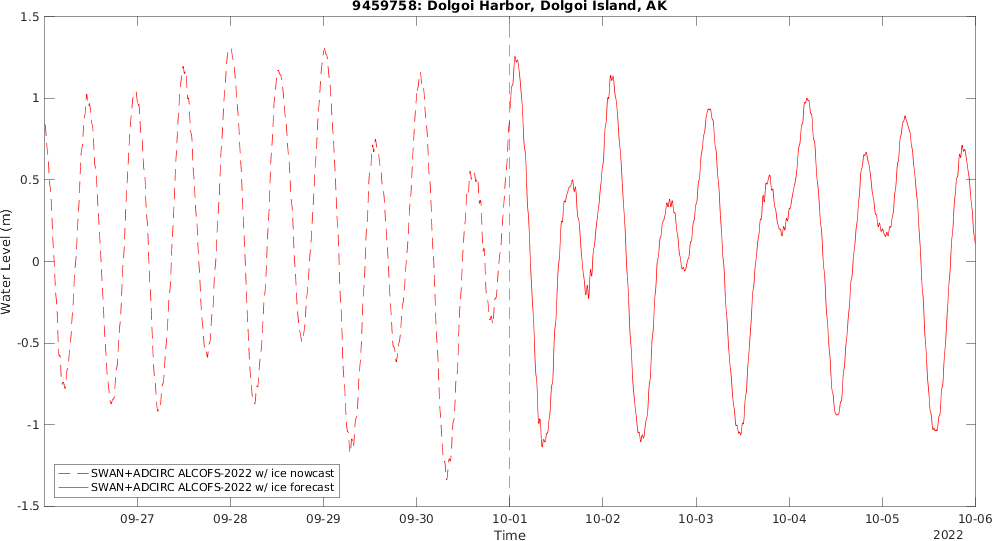 9459758: Dolgoi Harbor, Dolgoi Island, AK
1.5
1
0.5
0
-0.5
-1
-1.5
Water Level (m)
SWAN+ADCIRC ALCOFS-2022 w/ ice nowcast
SWAN+ADCIRC ALCOFS-2022 w/ ice forecast
09-27 09-28 09-29 09-30 10-01 10-02 10-03 10-04 10-05 10-06
Time
2022